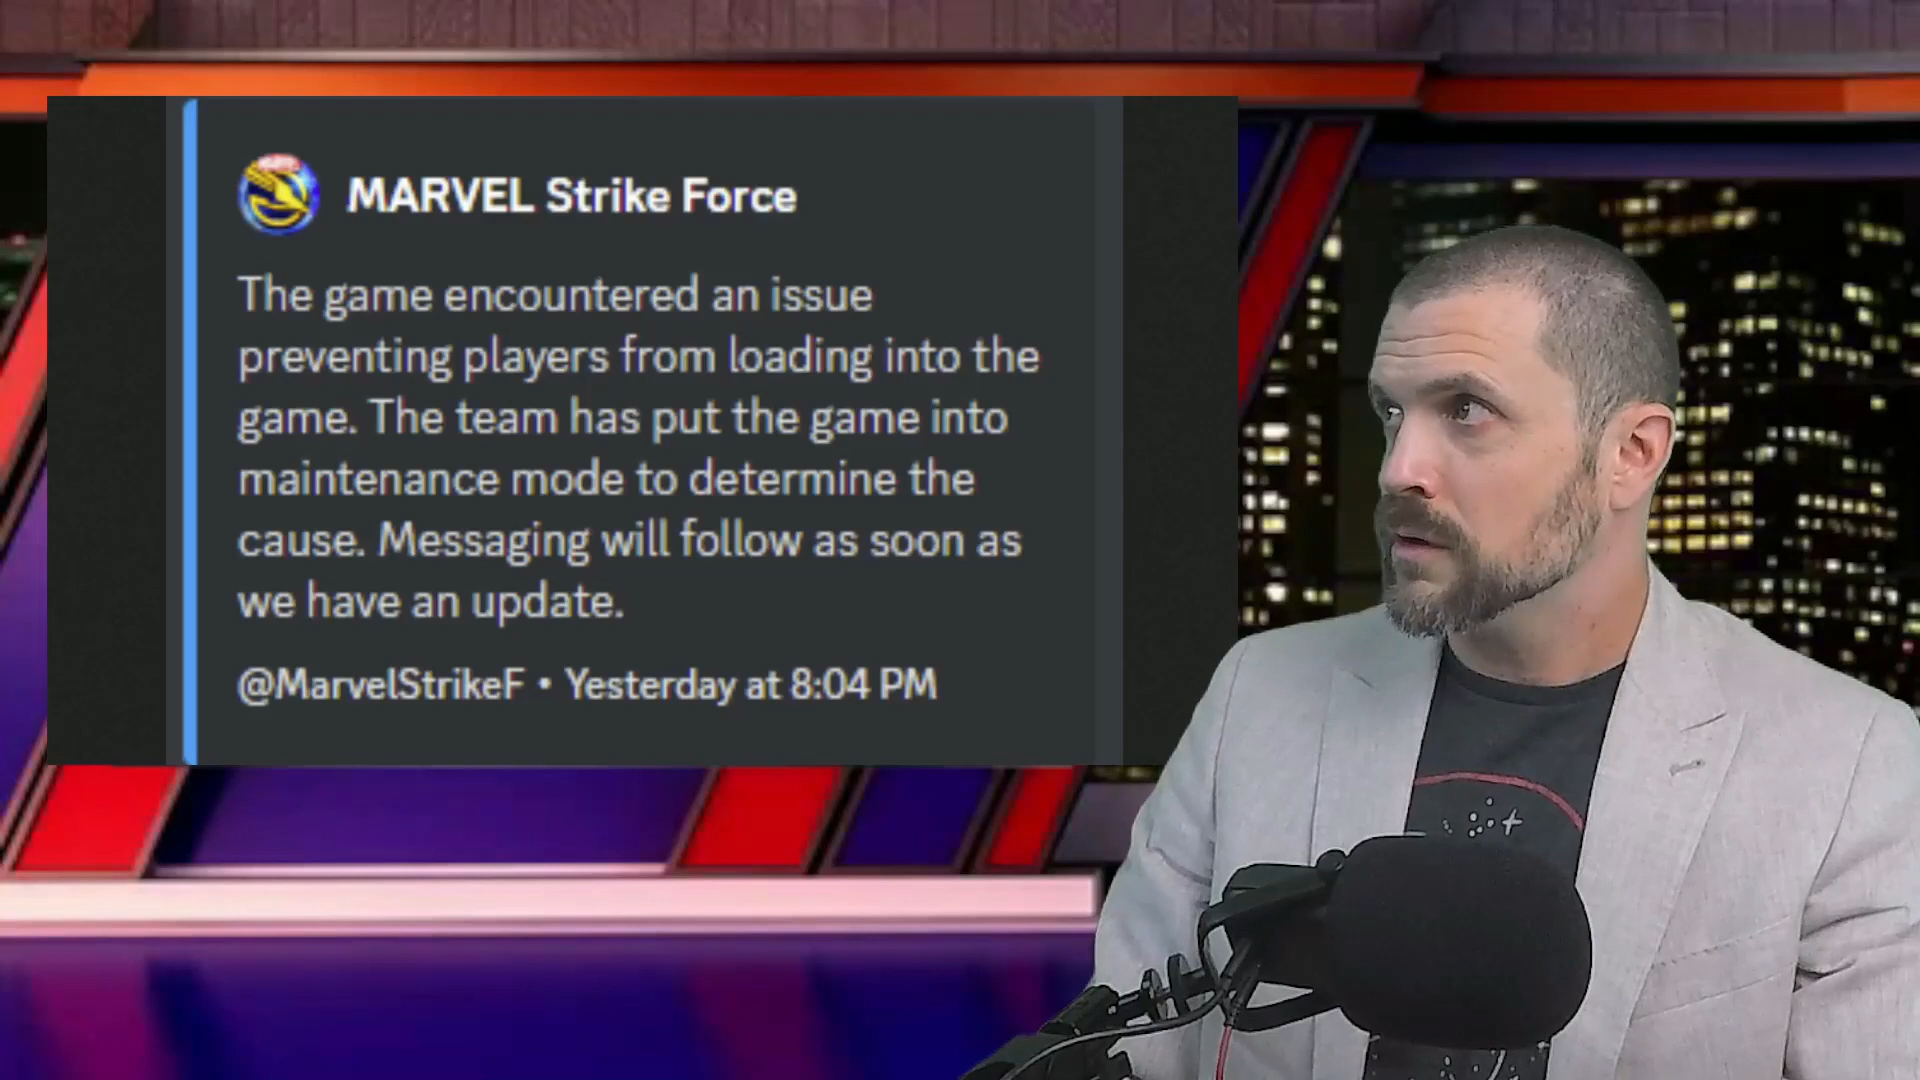 MARVEL Strike Force
The game encountered an issue
preventing players from loading into the
game. The team has put the game into
maintenance mode to determine the
cause. Messaging will follow as soon as
we have an update.
@MarvelStrikeF • Yesterday at 8:04 PM